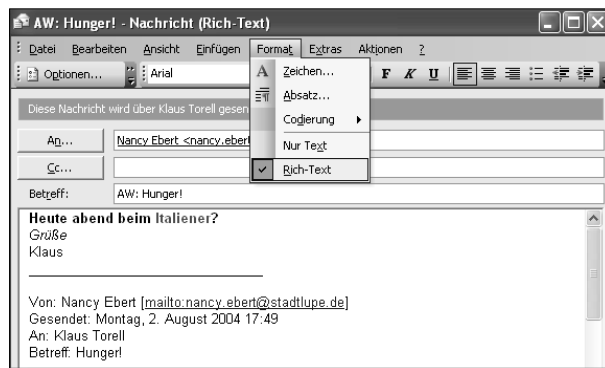 AW: Hunger! - Nachricht (Rich-Text)
Datei Bearbeiten Ansicht Einfügen Format Extras Aktionen ?
Optionen... Arial F K U
Zeichen...
Absatz...
Codierung
Nur Text
Rich-Text
Diese Nachricht wird über Klaus Torell
An... Nancy Ebert
Cc...
Betreff: AW: Hunger!
Heute abend beim Italiener?
Grüße
Klaus
Von: Nancy Ebert [mailto:nancy.ebert@stadtlupe.de]
Gesendet: Montag, 2. August 2004 17:49
An: Klaus Torell
Betreff: Hunger!